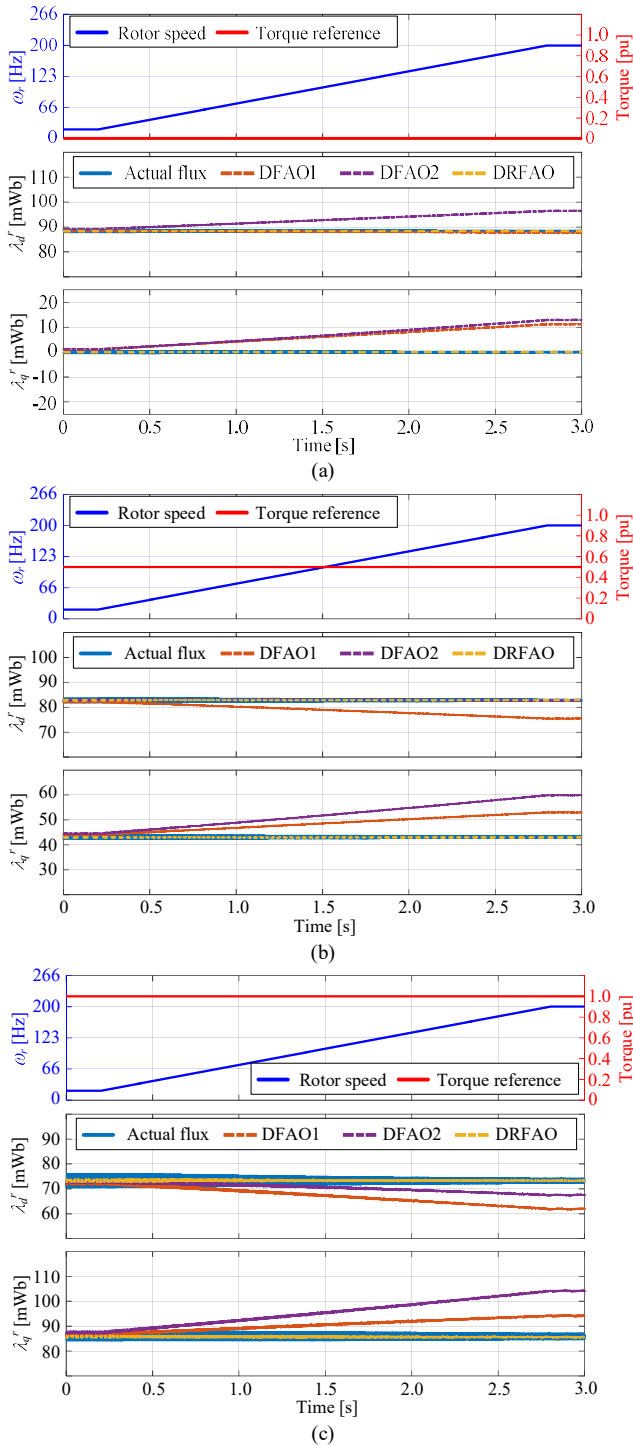 266
200
123
66
0
ωr [Hz]
Rotor speed
Torque reference
1.0
0.8
0.6
0.4
0.2
0
Torque [pu]
110
100
90
80
λdr [mWb]
Actual flux
DFAO1
DFAO2
DRFAO
20
10
0
-10
-20
λqr [mWb]
0 0.5 1.0 1.5 2.0 2.5 3.0
Time [s]
(a)
266
200
123
66
0
ωr [Hz]
Rotor speed
Torque reference
1.0
0.8
0.6
0.4
0.2
0
Torque [pu]
100
90
80
70
λdr [mWb]
Actual flux
DFAO1
DFAO2
DRFAO
60
50
40
30
20
λqr [mWb]
0 0.5 1.0 1.5 2.0 2.5 3.0
Time [s]
(b)
266
200
123
66
0
ωr [Hz]
Rotor speed
Torque reference
1.0
0.8
0.6
0.4
0.2
0
Torque [pu]
90
80
70
60
λdr [mWb]
Actual flux
DFAO1
DFAO2
DRFAO
110
100
90
80
λqr [mWb]
0 0.5 1.0 1.5 2.0 2.5 3.0
Time [s]
(c)